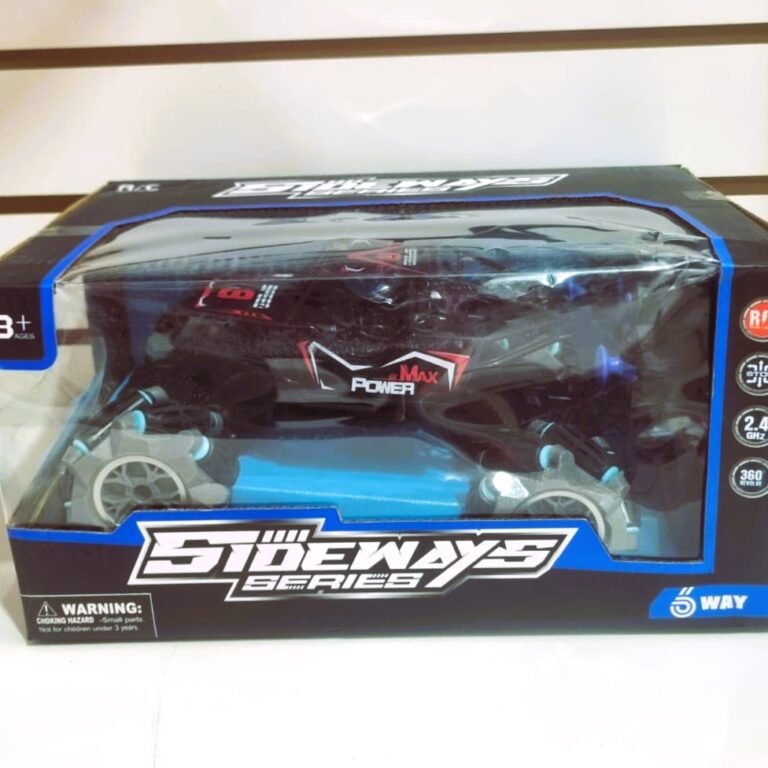 R/C
SIDEWAYS
SERIES
8
3+
AGES
MAX
POWER
R/C
2.4
GHz
360
SIDEWAYS
SERIES
WARNING:
CHOKING HAZARD -Small parts.
Not for children under 3 years.
6 WAY